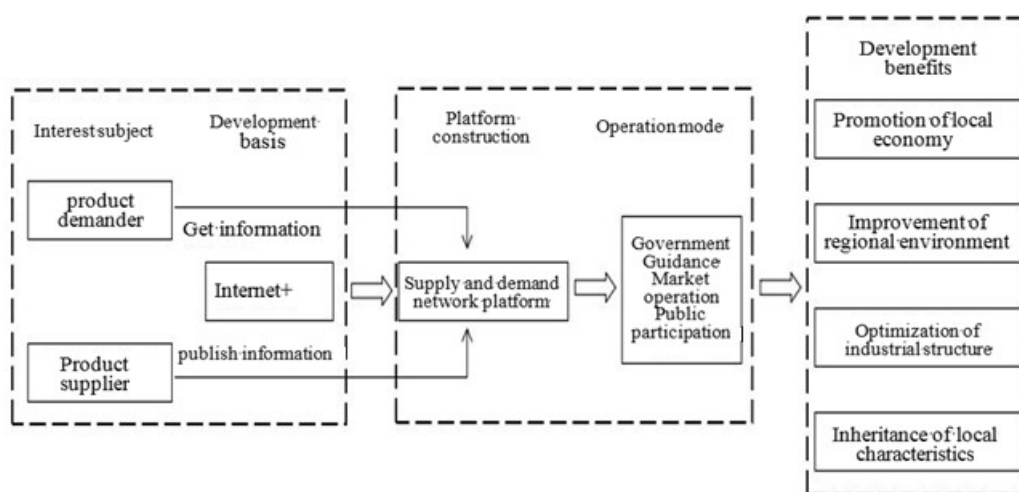 Interest subject
Development
basis
product
demander
Get information
Internet+
publish information
Product
supplier
Platform
construction
Operation mode
Supply and demand
network platform
Government
Guidance
Market
operation
Public
participation
Development
benefits
Promotion of local
economy
Improvement of
regional environment
Optimization of
industrial structure
Inheritance of local
characteristics